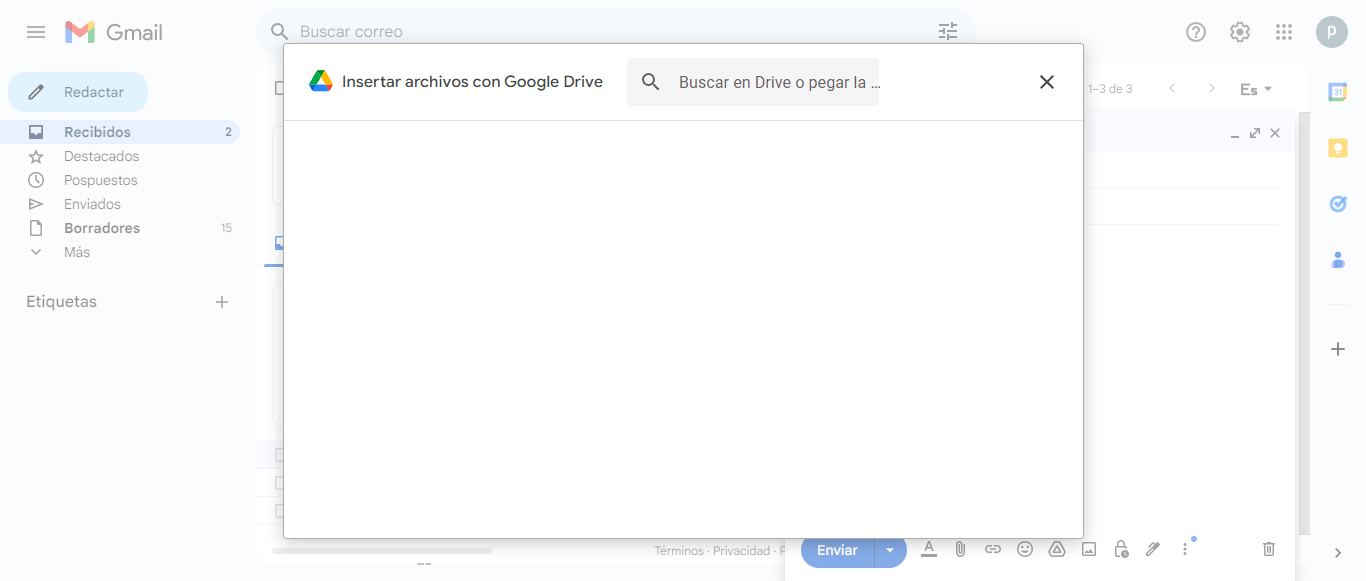 Gmail
Buscar correo
Redactar
Recibidos 2
Destacados
Pospuestos
Enviados
Borradores 15
Más
Etiquetas
Insertar archivos con Google Drive
Buscar en Drive o pegar la ...
1–3 de 3
Es
P
31
Términos · Privacidad · P
Enviar
A